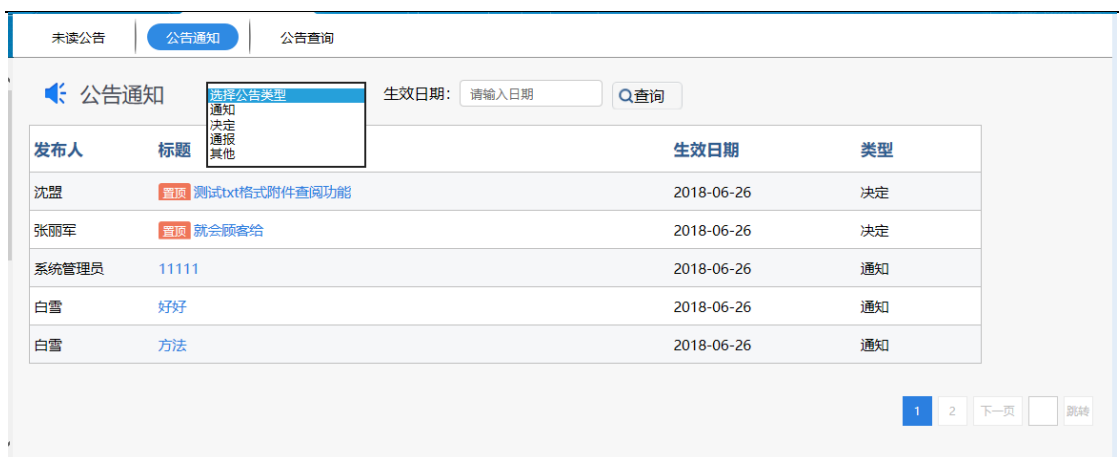 未读公告 公告通知 公告查询
公告通知 选择公告类型 生效日期： 请输入日期 查询
通知
决定
通报
其他
发布人 标题 生效日期 类型
沈盟 置顶 测试txt格式附件查阅功能 2018-06-26 决定
张丽军 置顶 就会顾客给 2018-06-26 决定
系统管理员 11111 2018-06-26 通知
白雪 好好 2018-06-26 通知
白雪 方法 2018-06-26 通知
1 2 下一页 跳转